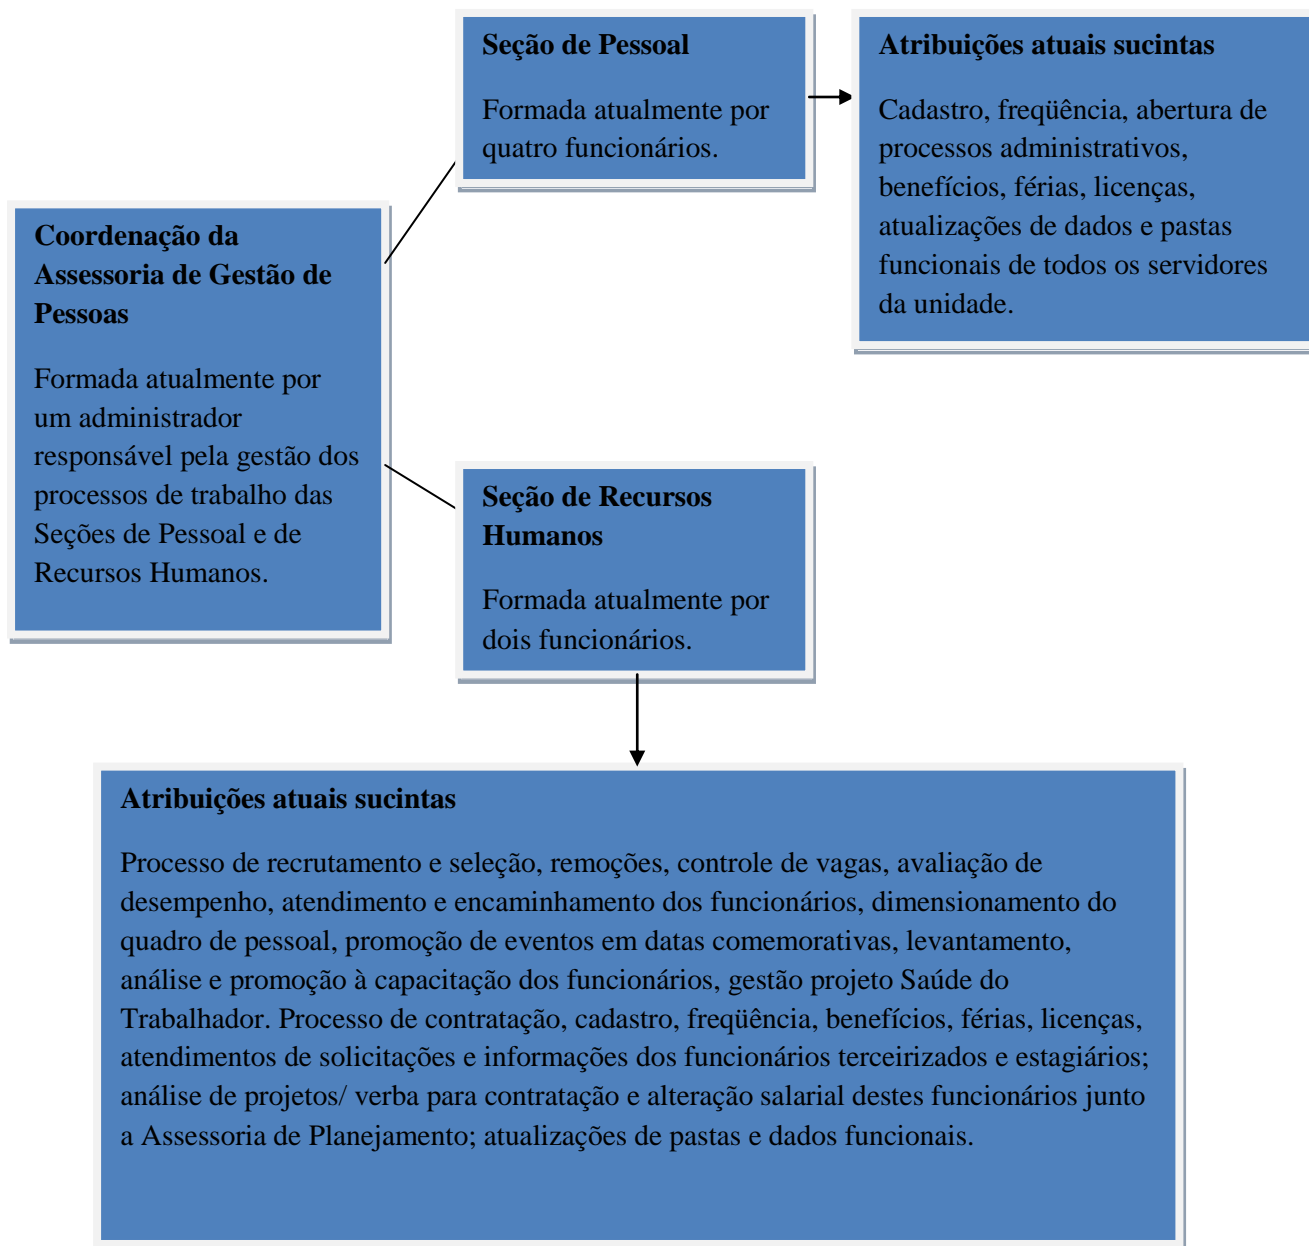 Seção de Pessoal
Formada atualmente por
quatro funcionários.
Atribuições atuais sucintas
Cadastro, freqüência, abertura de
processos administrativos,
benefícios, férias, licenças,
atualizações de dados e pastas
funcionais de todos os servidores
da unidade.
Coordenação da
Assessoria de Gestão de
Pessoas
Formada atualmente por
um administrador
responsável pela gestão dos
processos de trabalho das
Seções de Pessoal e de
Recursos Humanos.
Seção de Recursos
Humanos
Formada atualmente por
dois funcionários.
Atribuições atuais sucintas
Processo de recrutamento e seleção, remoções, controle de vagas, avaliação de
desempenho, atendimento e encaminhamento dos funcionários, dimensionamento do
quadro de pessoal, promoção de eventos em datas comemorativas, levantamento,
análise e promoção à capacitação dos funcionários, gestão projeto Saúde do
Trabalhador. Processo de contratação, cadastro, freqüência, benefícios, férias, licenças,
atendimentos de solicitações e informações dos funcionários terceirizados e estagiários;
análise de projetos/ verba para contratação e alteração salarial destes funcionários junto
a Assessoria de Planejamento; atualizações de pastas e dados funcionais.